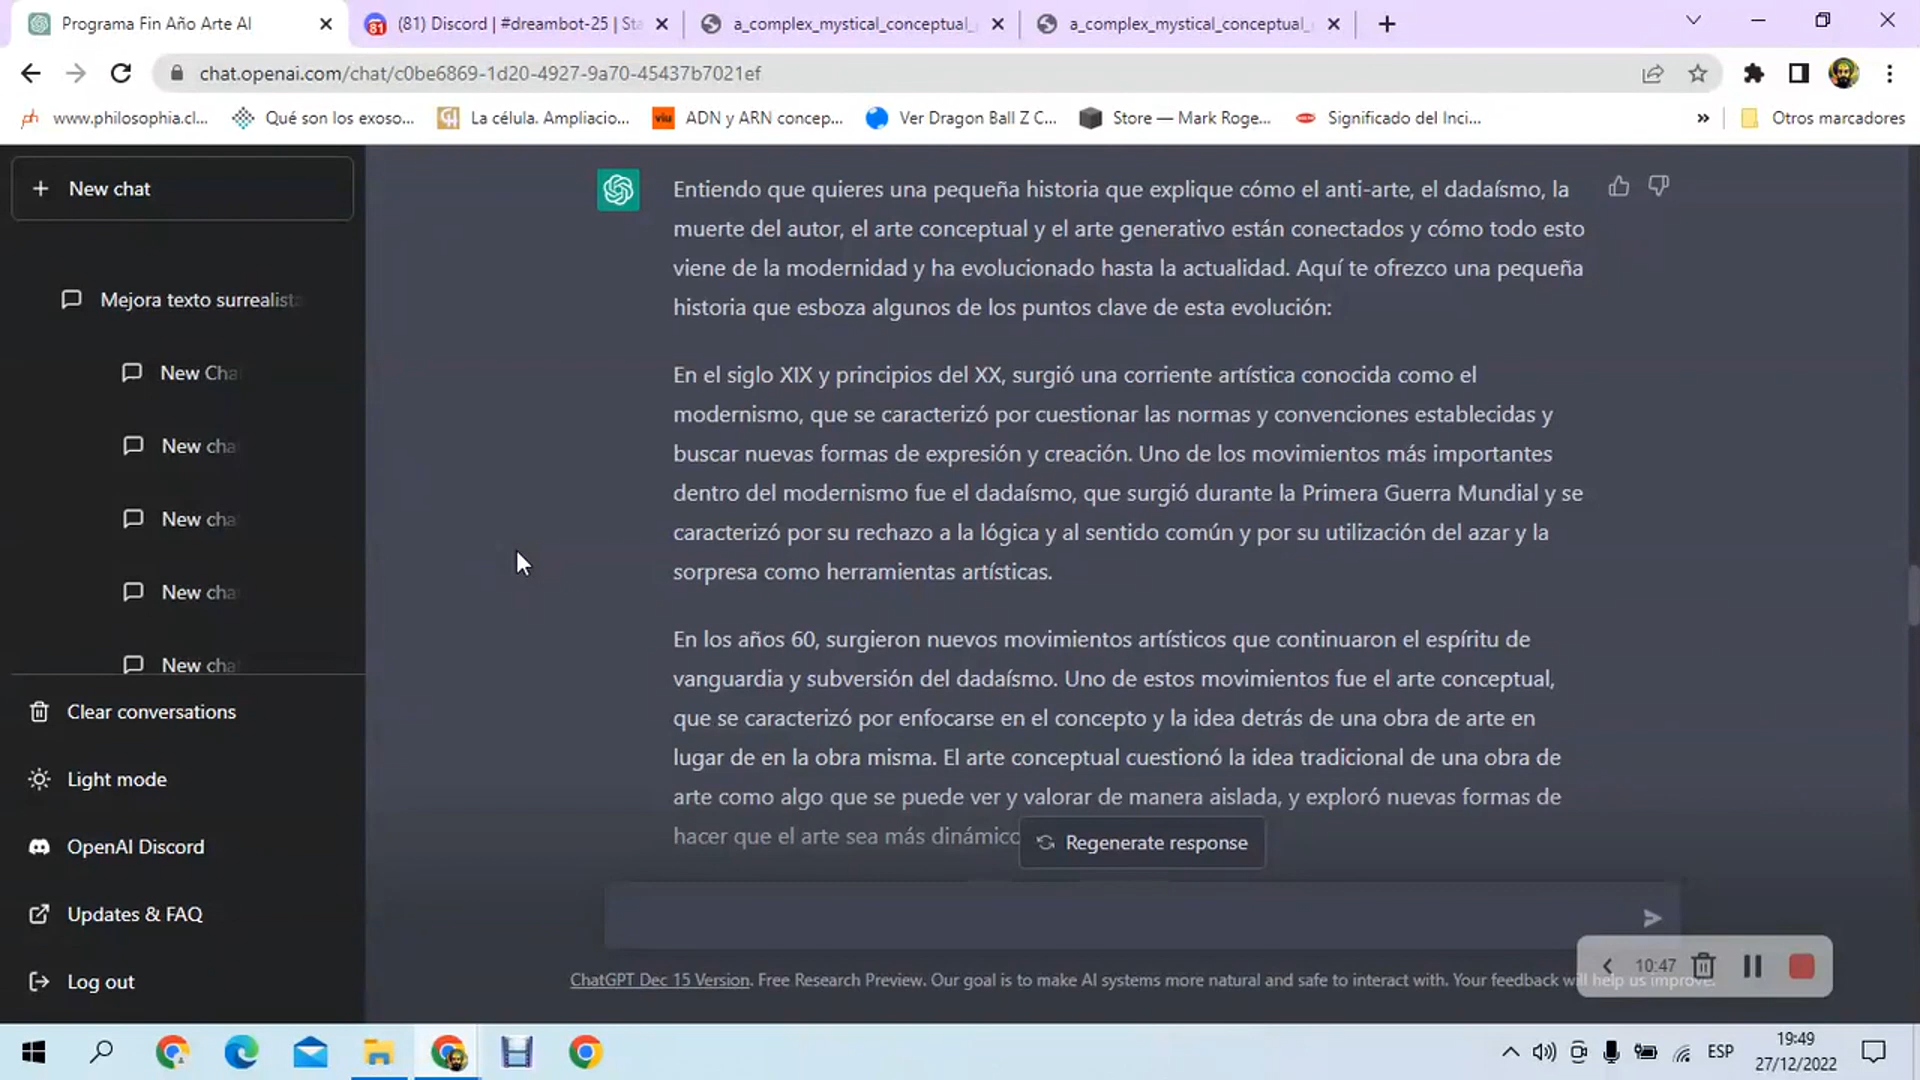 Programa Fin Año Arte AI
81
(81) Discord | #dreambot-25 | Sta
a_complex_mystical_conceptual_
a_complex_mystical_conceptual_
chat.openai.com/chat/c0be6869-1d20-4927-9a70-45437b7021ef
www.philosophia.cl...
Qué son los exoso...
La célula. Ampliacio...
viu
ADN y ARN concep...
Ver Dragon Ball Z C...
Store — Mark Roge...
Significado del Inci...
»
Otros marcadores
+ New chat
Mejora texto surrealista
New Cha
New cha
New cha
New cha
New cha
Clear conversations
Light mode
OpenAI Discord
Updates & FAQ
Log out
Entiendo que quieres una pequeña historia que explique cómo el anti-arte, el dadaísmo, la
muerte del autor, el arte conceptual y el arte generativo están conectados y cómo todo esto
viene de la modernidad y ha evolucionado hasta la actualidad. Aquí te ofrezco una pequeña
historia que esboza algunos de los puntos clave de esta evolución:
En el siglo XIX y principios del XX, surgió una corriente artística conocida como el
modernismo, que se caracterizó por cuestionar las normas y convenciones establecidas y
buscar nuevas formas de expresión y creación. Uno de los movimientos más importantes
dentro del modernismo fue el dadaísmo, que surgió durante la Primera Guerra Mundial y se
caracterizó por su rechazo a la lógica y al sentido común y por su utilización del azar y la
sorpresa como herramientas artísticas.
En los años 60, surgieron nuevos movimientos artísticos que continuaron el espíritu de
vanguardia y subversión del dadaísmo. Uno de estos movimientos fue el arte conceptual,
que se caracterizó por enfocarse en el concepto y la idea detrás de una obra de arte en
lugar de en la obra misma. El arte conceptual cuestionó la idea tradicional de una obra de
arte como algo que se puede ver y valorar de manera aislada, y exploró nuevas formas de
hacer que el arte sea más dinámico
Regenerate response
10:47
ChatGPT Dec 15 Version. Free Research Preview. Our goal is to make AI systems more natural and safe to interact with. Your feedback will help us improve.
ESP
19:49
27/12/2022